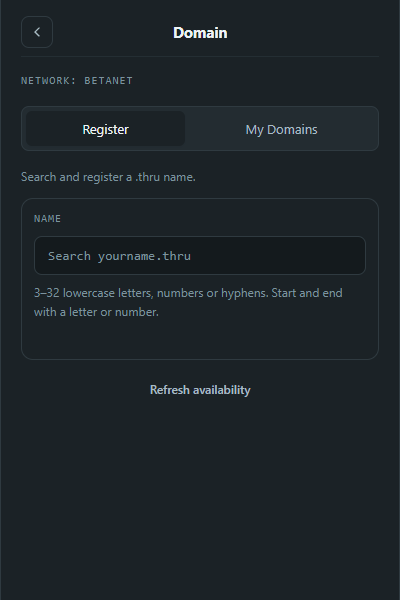 Domain
NETWORK: BETANET
Register
My Domains
Search and register a .thru name.
NAME
Search yourname.thru
3–32 lowercase letters, numbers or hyphens. Start and end
with a letter or number.
Refresh availability